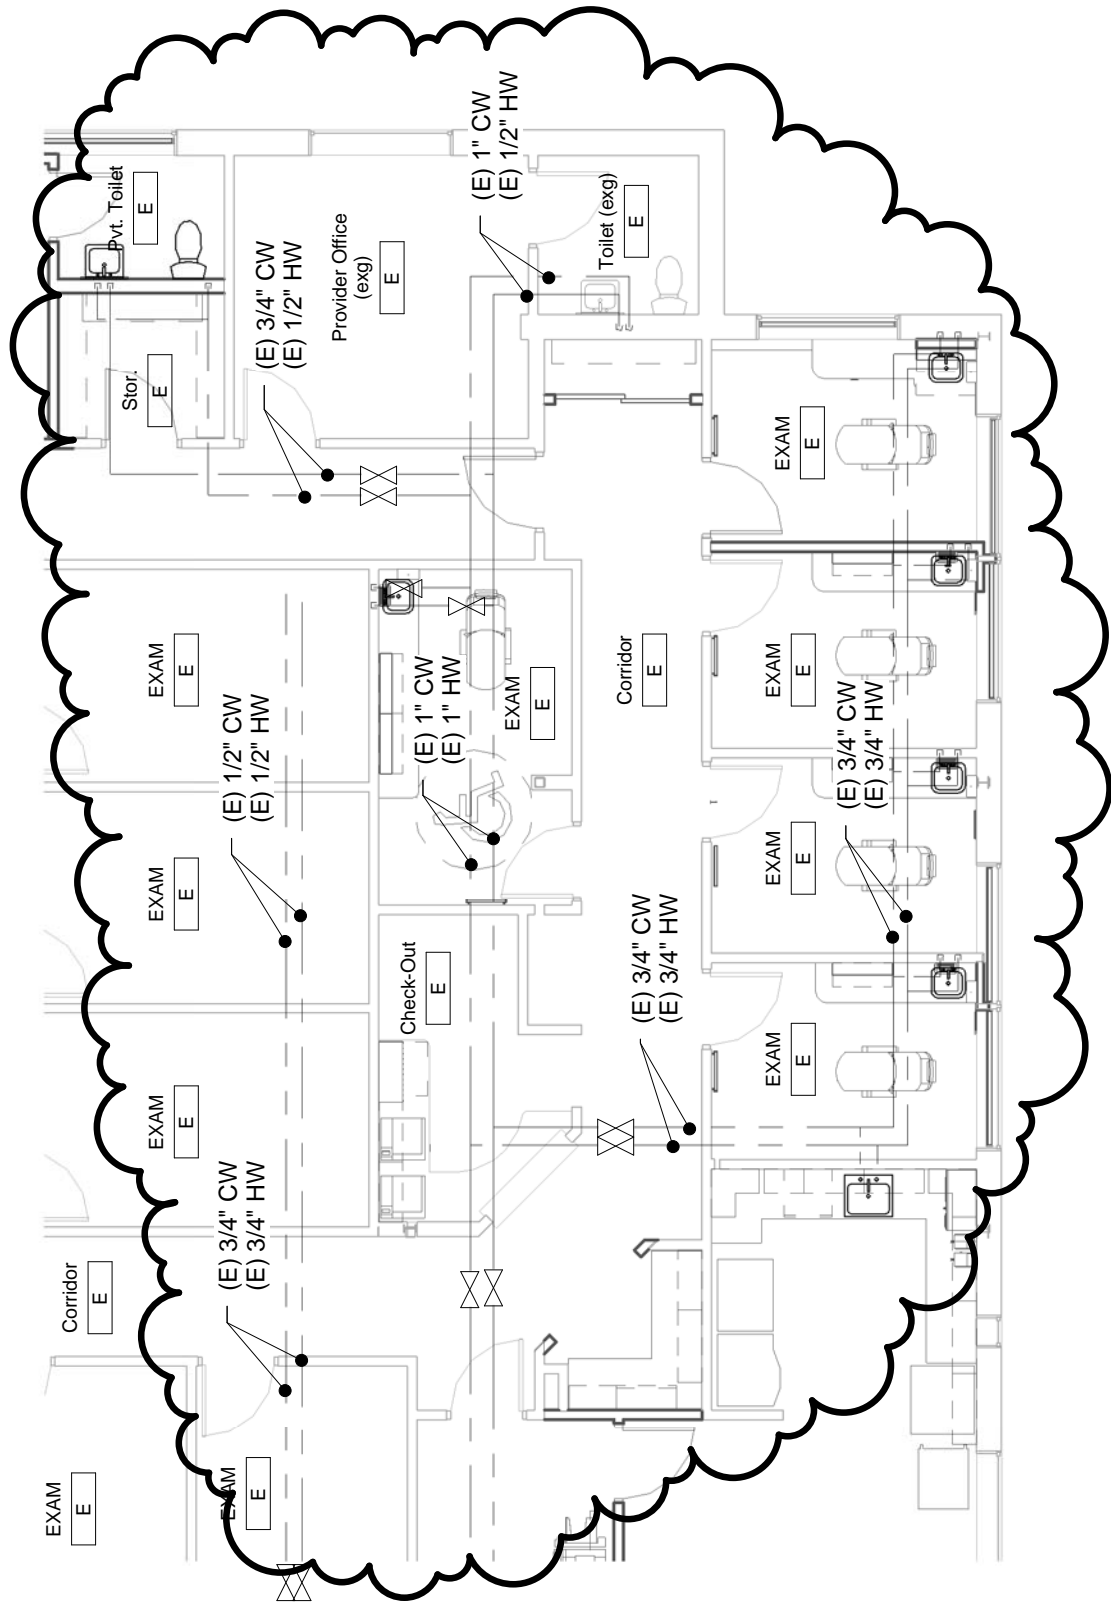 (E) 1" CW
(E) 1/2" HW
Pvt. Toilet
E
Toilet (exg)
E
Provider Office
(exg)
E
(E) 3/4" CW
(E) 1/2" HW
Stor.
E
EXAM
E
EXAM
E
(E) 1/2" CW
(E) 1/2" HW
(E) 1" CW
(E) 1" HW
EXAM
E
Corridor
E
EXAM
E
(E) 3/4" CW
(E) 3/4" HW
EXAM
E
EXAM
E
Check-Out
E
(E) 3/4" CW
(E) 3/4" HW
EXAM
E
EXAM
E
(E) 3/4" CW
(E) 3/4" HW
Corridor
E
EXAM
E
EXAM
E